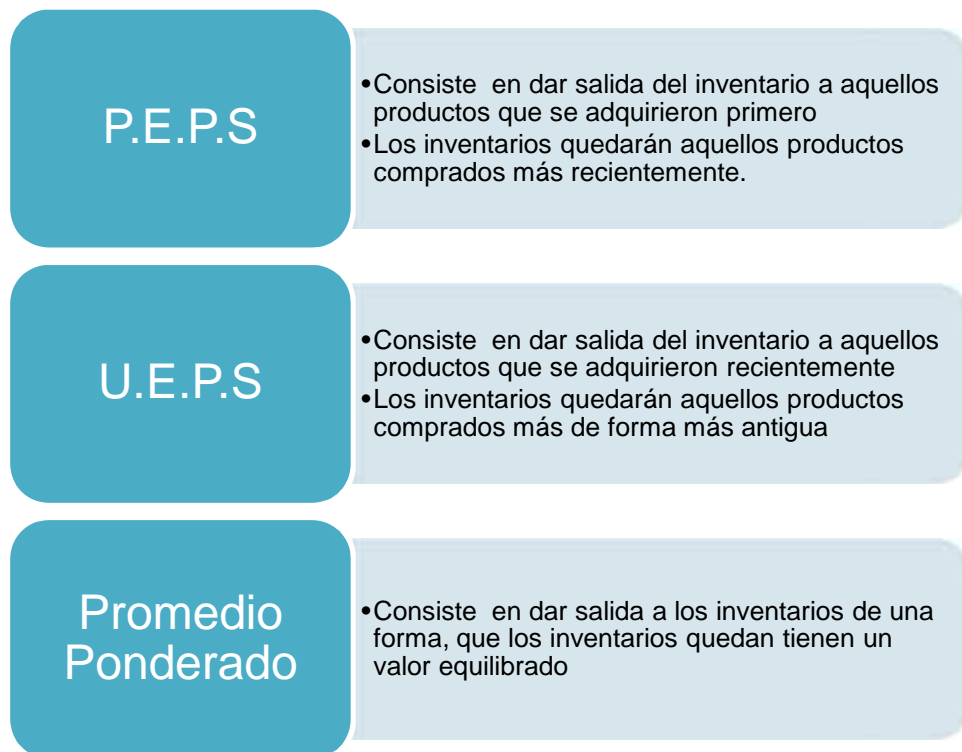 P.E.P.S
•Consiste en dar salida del inventario a aquellos
productos que se adquirieron primero
•Los inventarios quedarán aquellos productos
comprados más recientemente.
U.E.P.S
•Consiste en dar salida del inventario a aquellos
productos que se adquirieron recientemente
•Los inventarios quedarán aquellos productos
comprados más de forma más antigua
Promedio
Ponderado
•Consiste en dar salida a los inventarios de una
forma, que los inventarios quedan tienen un
valor equilibrado